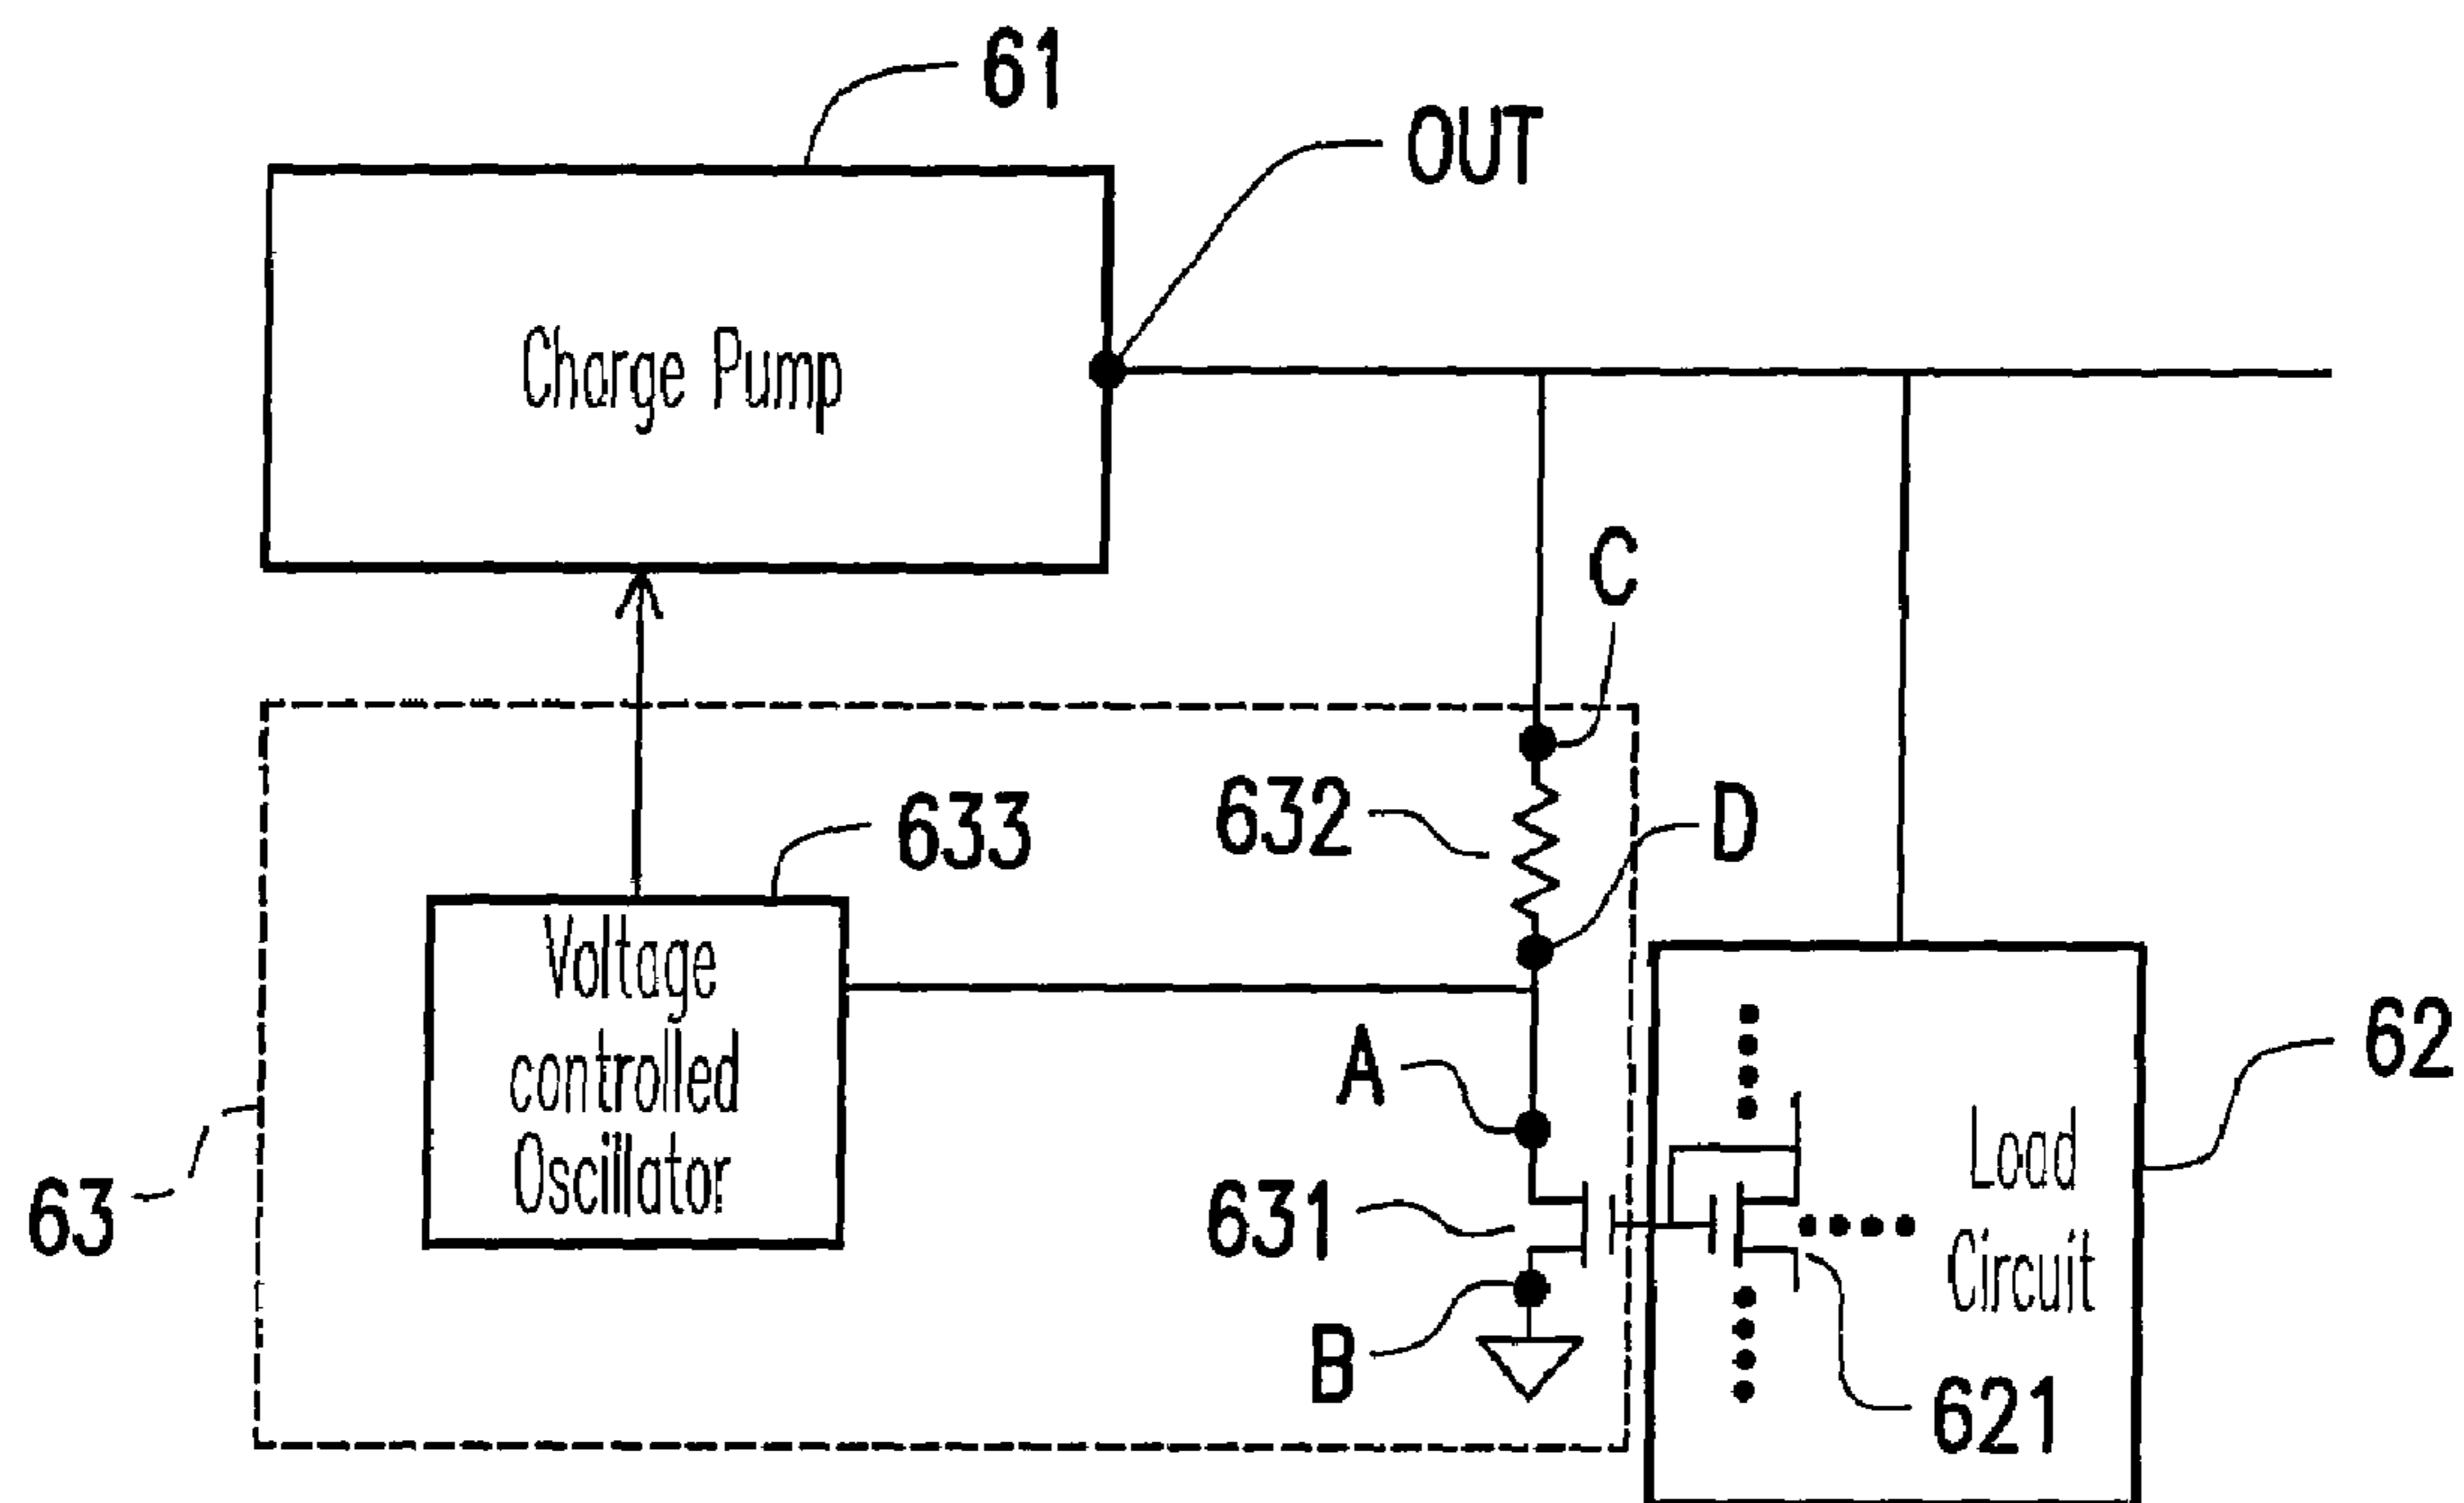 61
OUT
Charge Pump
C
632
D
633
Voltage
controlled
Oscillator
A
62
Load
Circuit
63
631
B
621